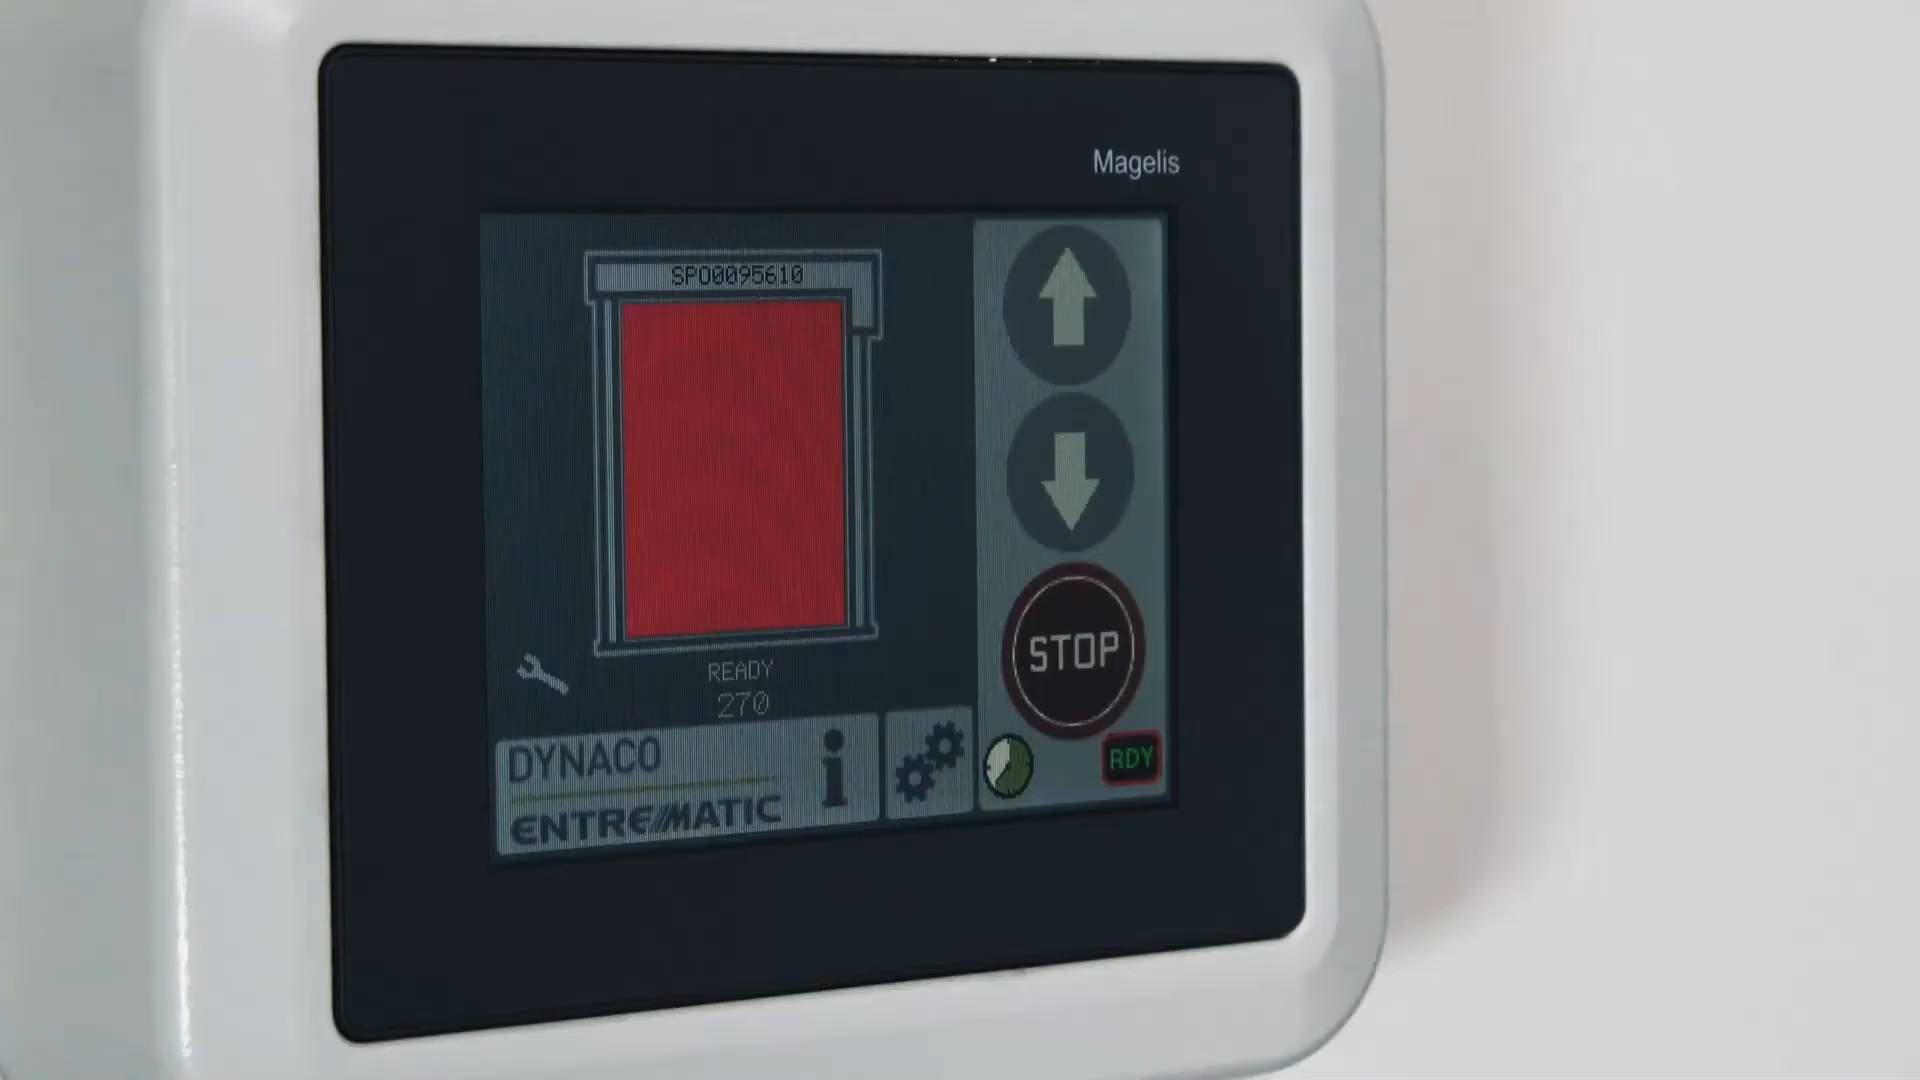 Magelis
SPO0095610
READY
270
STOP
RDY
DYNACO
ENTREMATIC